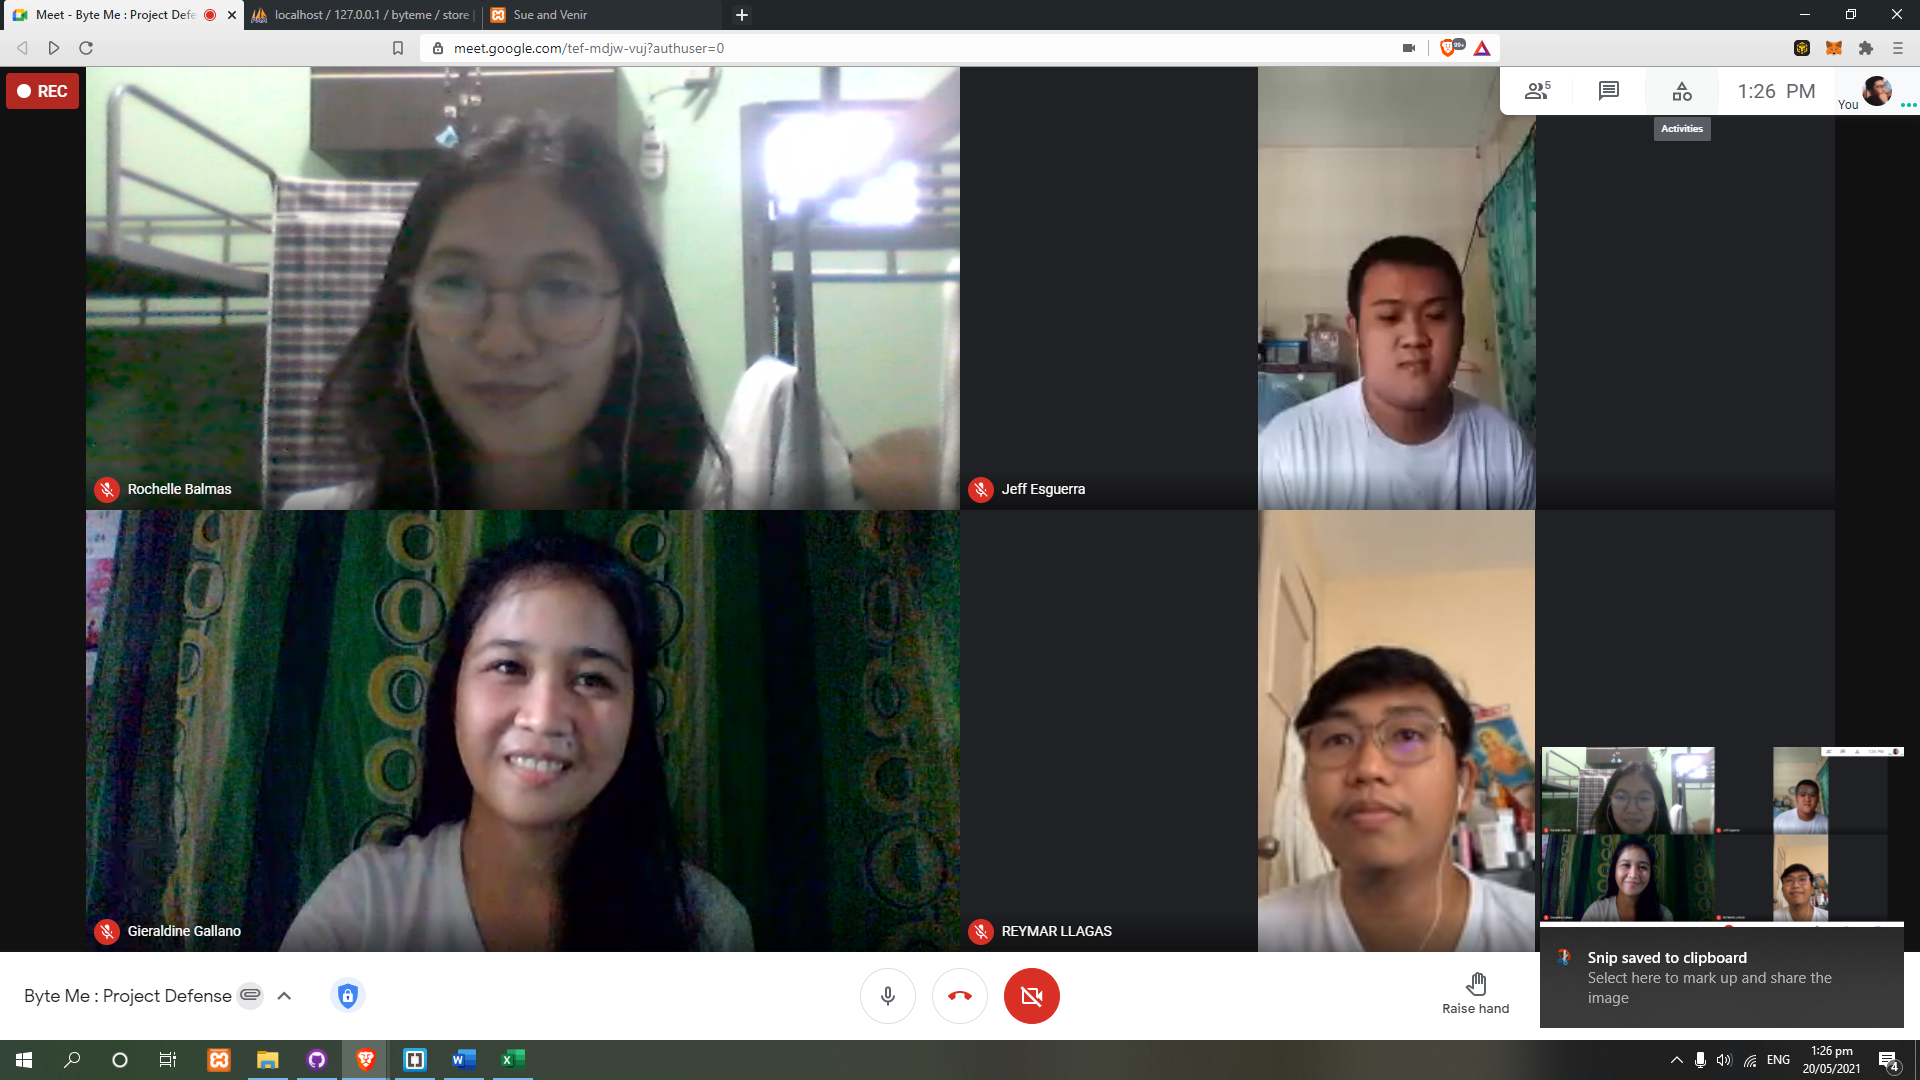 Meet - Byte Me : Project Defe
localhost / 127.0.0.1 / byteme / store
Sue and Venir
meet.google.com/tef-mdjw-vuj?authuser=0
99+
REC
5
1:26 PM
You
Activities
Rochelle Balmas
Jeff Esguerra
Gieraldine Gallano
REYMAR LLAGAS
Snip saved to clipboard
Select here to mark up and share the
image
Byte Me : Project Defense
Raise hand
ENG
1:26 pm
20/05/2021
4